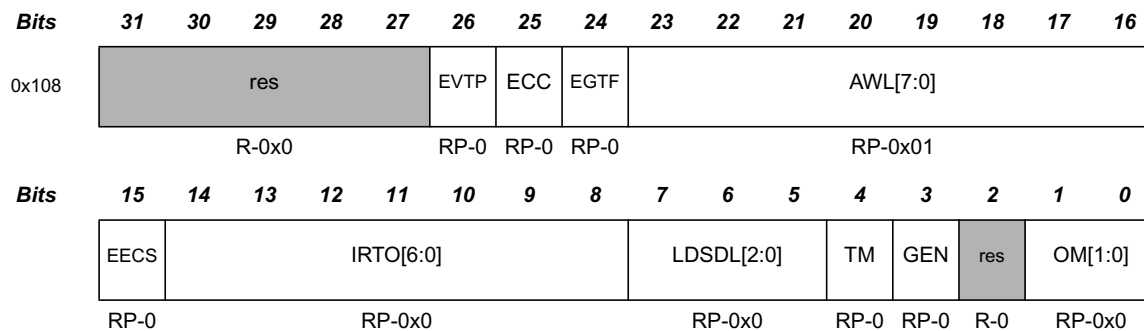 Bits 31 30 29 28 27 26 25 24 23 22 21 20 19 18 17 16
0x108 res EVTP ECC EGTF AWL[7:0]
R-0x0 RP-0 RP-0 RP-0 RP-0x01
Bits 15 14 13 12 11 10 9 8 7 6 5 4 3 2 1 0
EECS IRTO[6:0] LDSDL[2:0] TM GEN res OM[1:0]
RP-0 RP-0x0 RP-0x0 RP-0 RP-0 R-0 RP-0x0